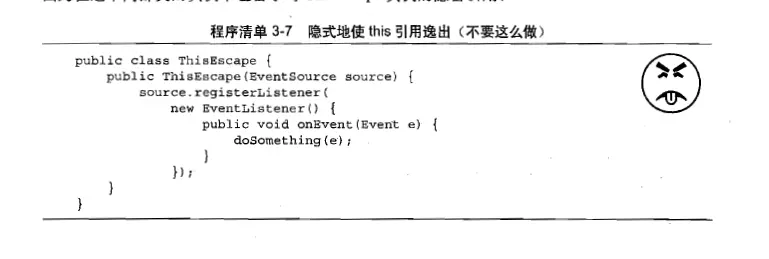 程序清单 3-7 隐式地使 this 引用逸出（不要这么做）
public class ThisEscape {
    public ThisEscape(EventSource source) {
        source.registerListener(
            new EventListener() {
                public void onEvent(Event e) {
                    doSomething(e);
                }
            });
    }
}